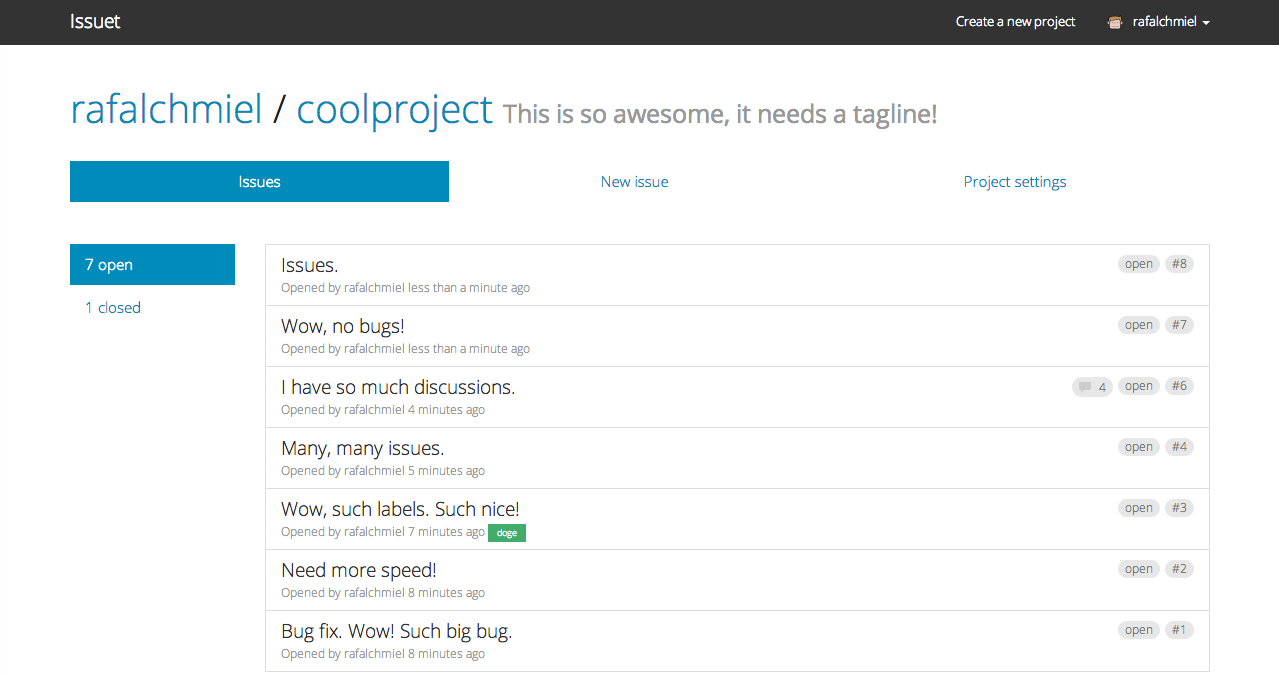 Issuet Create a new project rafalchmiel
rafalchmiel / coolproject This is so awesome, it needs a tagline!
Issues New issue Project settings
7 open
1 closed
Issues. open #8
Opened by rafalchmiel less than a minute ago
Wow, no bugs! open #7
Opened by rafalchmiel less than a minute ago
I have so much discussions. 4 open #6
Opened by rafalchmiel 4 minutes ago
Many, many issues. open #4
Opened by rafalchmiel 5 minutes ago
Wow, such labels. Such nice! open #3
Opened by rafalchmiel 7 minutes ago doge
Need more speed! open #2
Opened by rafalchmiel 8 minutes ago
Bug fix. Wow! Such big bug. open #1
Opened by rafalchmiel 8 minutes ago